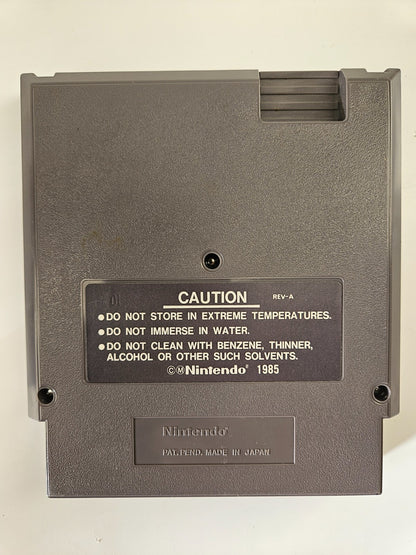 CAUTION REV-A
●DO NOT STORE IN EXTREME TEMPERATURES.
●DO NOT IMMERSE IN WATER.
●DO NOT CLEAN WITH BENZENE, THINNER,
ALCOHOL OR OTHER SUCH SOLVENTS.
©ⓂNintendo® 1985
Nintendo®
PAT. PEND. MADE IN JAPAN